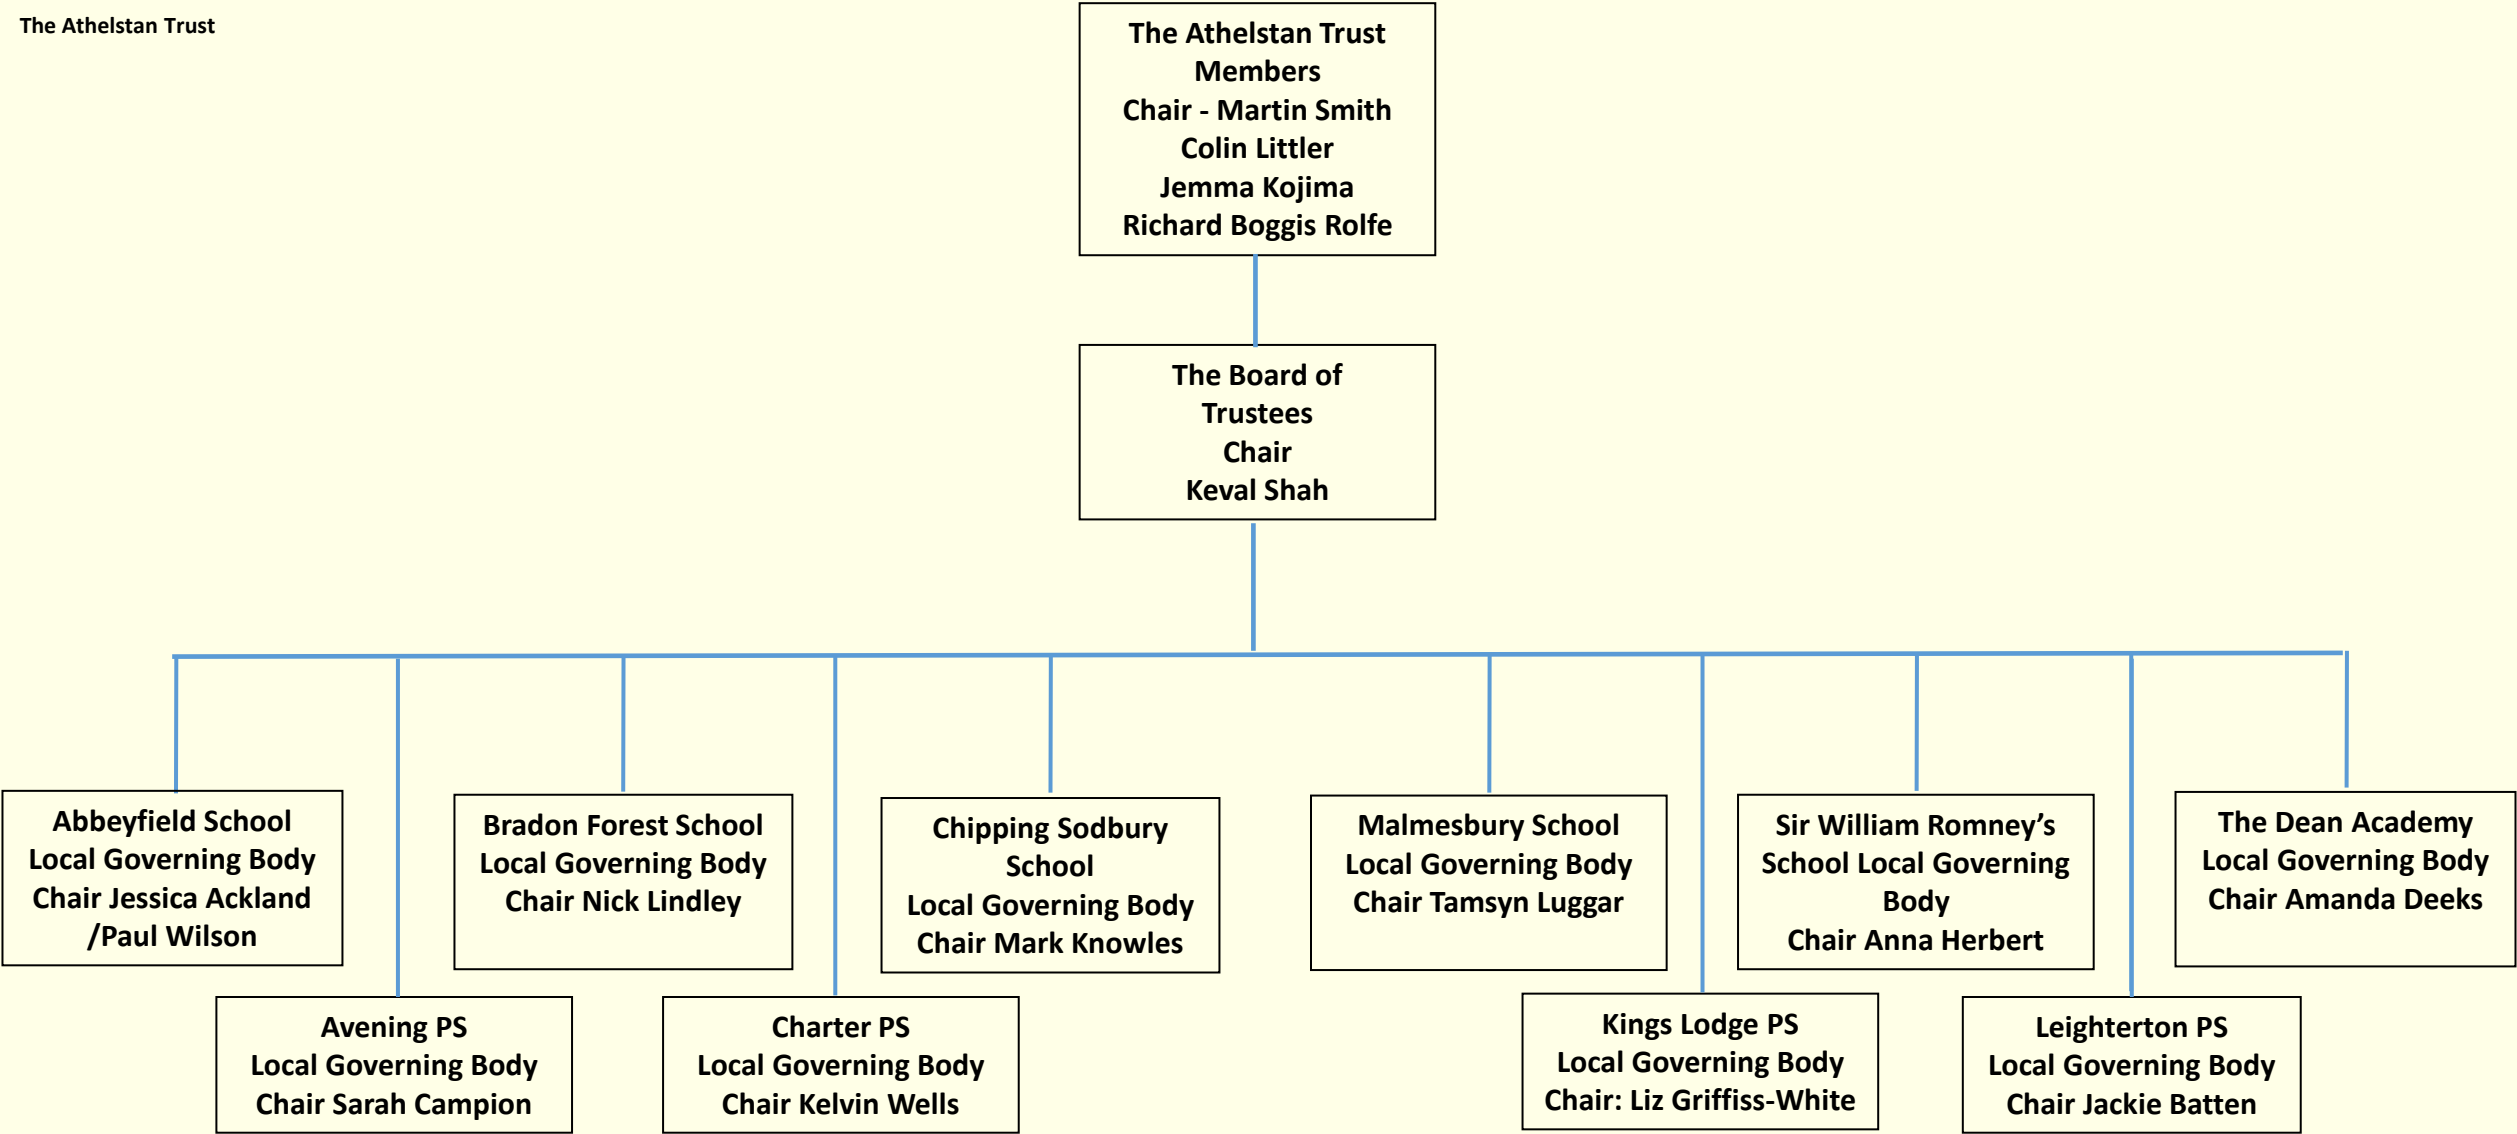 The Athelstan Trust
The Athelstan Trust
Members
Chair - Martin Smith
Colin Littler
Jemma Kojima
Richard Boggis Rolfe
The Board of
Trustees
Chair
Keval Shah
Abbeyfield School
Local Governing Body
Chair Jessica Ackland
/Paul Wilson
Bradon Forest School
Local Governing Body
Chair Nick Lindley
Chipping Sodbury
School
Local Governing Body
Chair Mark Knowles
Malmesbury School
Local Governing Body
Chair Tamsyn Luggar
Sir William Romney’s
School Local Governing
Body
Chair Anna Herbert
The Dean Academy
Local Governing Body
Chair Amanda Deeks
Avening PS
Local Governing Body
Chair Sarah Campion
Charter PS
Local Governing Body
Chair Kelvin Wells
Kings Lodge PS
Local Governing Body
Chair: Liz Griffiss-White
Leighterton PS
Local Governing Body
Chair Jackie Batten